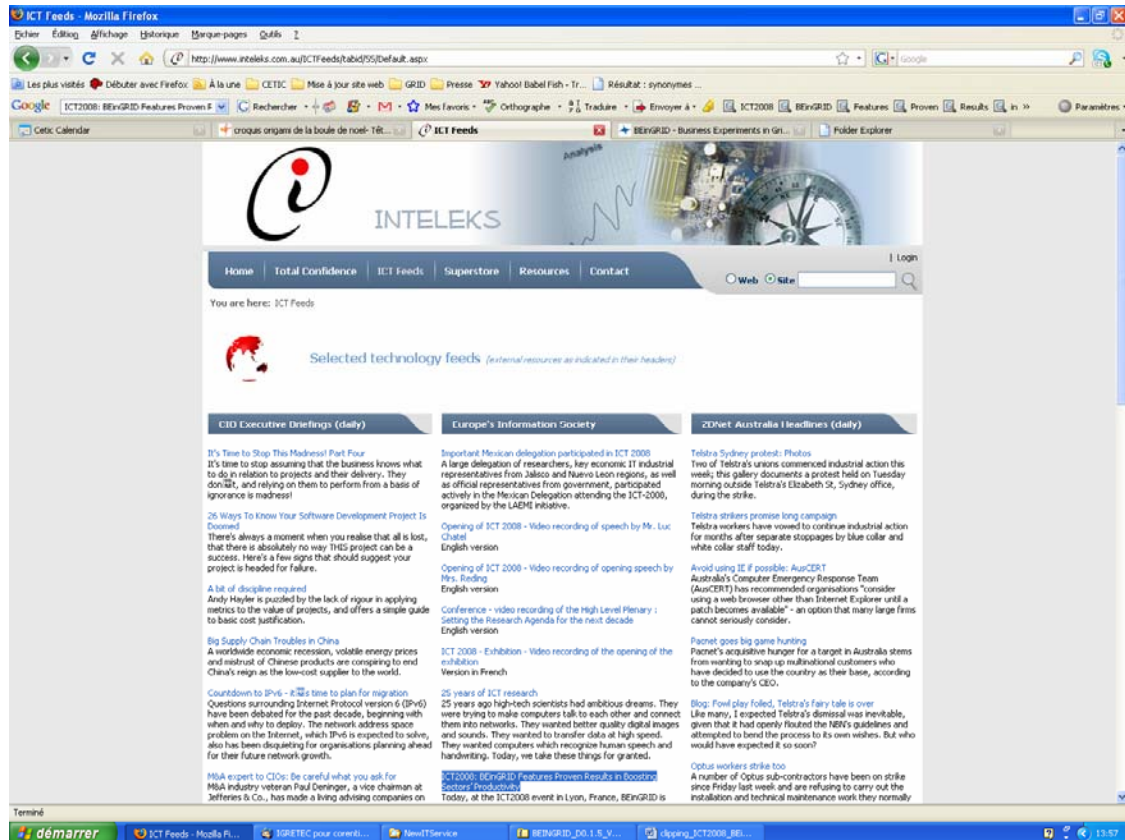 ICT Feeds - Mozilla Firefox
Fichier Édition Affichage Historique Marque-pages Outils ?
http://www.inteleks.com.au/ICTFeeds/tabid/55/Default.aspx
Google
Les plus visités Débuter avec Firefox À la une CETIC Mise à jour site web GRID Presse Yahoo! Babel Fish - Tr... Résultat : synonymes ...
Google ICT2008: BEinGRID Features Proven R Rechercher Mes favoris Orthographe Traduire Envoyer à ICT2008 BEinGRID Features Proven Results in » Paramètres
Cetic Calendar croquis origami de la boule de noel- Têt... ICT Feeds BEinGRID - Business Experiments in Gri... Folder Explorer
Analysis
INTELEKS
| Login
Home Total Confidence ICT Feeds Superstore Resources Contact
Web Site
You are here: ICT Feeds
Selected technology feeds (external resources as indicated in their headers)
CIO Executive Briefings (daily)
It's Time to Stop This Madness! Part Four
It's time to stop assuming that the business knows what
to do in relation to projects and their delivery. They
don't, and relying on them to perform from a basis of
ignorance is madness!
26 Ways To Know Your Software Development Project Is
Doomed
There's always a moment when you realise that all is lost,
that there is absolutely no way THIS project can be a
success. Here's a few signs that should suggest your
project is headed for failure.
A bit of discipline required
Andy Hayler is puzzled by the lack of rigour in applying
metrics to the value of projects, and offers a simple guide
to basic cost justification.
Big Supply Chain Troubles in China
A worldwide economic recession, volatile energy prices
and mistrust of Chinese products are conspiring to end
China's reign as the low-cost supplier to the world.
Countdown to IPv6 - it's time to plan for migration
Questions surrounding Internet Protocol version 6 (IPv6)
have been debated for the past decade, beginning with
when and why to deploy. The network address space
problem on the Internet, which IPv6 is expected to solve,
also has been disquieting for organisations planning ahead
for their future network growth.
M&A expert to CIOs: Be careful what you ask for
M&A industry veteran Paul Deninger, a vice chairman at
Jefferies & Co., has made a living advising companies on
Europe's Information Society
Important Mexican delegation participated in ICT 2008
A large delegation of researchers, key economic IT industrial
representatives from Jalisco and Nuevo Leon regions, as well
as official representatives from government, participated
actively in the Mexican Delegation attending the ICT-2008,
organized by the LAEMI initiative.
Opening of ICT 2008 - Video recording of speech by Mr. Luc
Chatel
English version
Opening of ICT 2008 - Video recording of opening speech by
Mrs. Reding
English version
Conference - video recording of the High Level Plenary :
Setting the Research Agenda for the next decade
English version
ICT 2008 - Exhibition - Video recording of the opening of the
exhibition
Version in French
25 years of ICT research
25 years ago high-tech scientists had ambitious dreams. They
were trying to make computers talk to each other and connect
them into networks. They wanted better quality digital images
and sounds. They wanted to transfer data at high speed.
They wanted computers which recognize human speech and
handwriting. Today, we take these things for granted.
ICT2008: BEinGRID Features Proven Results in Boosting
Sectors' Productivity
Today, at the ICT2008 event in Lyon, France, BEinGRID is
ZDNet Australia Headlines (daily)
Telstra Sydney protest: Photos
Two of Telstra's unions commenced industrial action this
week; this gallery documents a protest held on Tuesday
morning outside Telstra's Elizabeth St, Sydney office,
during the strike.
Telstra strikers promise long campaign
Telstra workers have vowed to continue industrial action
for months after separate stoppages by blue collar and
white collar staff today.
Avoid using IE if possible: AusCERT
Australia's Computer Emergency Response Team
(AusCERT) has recommended organisations "consider
using a web browser other than Internet Explorer until a
patch becomes available" - an option that many large firms
cannot seriously consider.
Pacnet goes big game hunting
Pacnet's acquisitive hunger for a target in Australia stems
from wanting to snap up multinational customers who
have decided to use the country as their base, according
to the company's CEO.
Blog: Fowl play foiled, Telstra's fairy tale is over
Like many, I expected Telstra's dismissal was inevitable,
given that it had openly flouted the NBN's guidelines and
attempted to bend the process to its own wishes. But who
would have expected it so soon?
Optus workers strike too
A number of Optus sub-contractors have been on strike
since Friday last week and are refusing to carry out the
installation and technical maintenance work they normally
Terminé
démarrer ICT Feeds - Mozilla Fi... IGRETEC pour corenti... NewITService BEINGRID_D0.1.5_V... clipping_ICT2008_BEi... 13:57